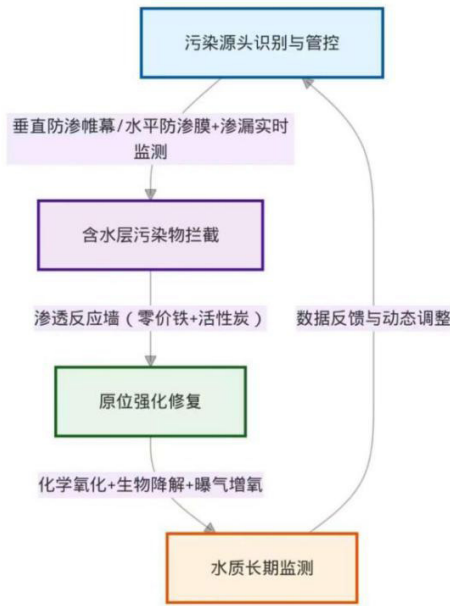 污染源头识别与管控
垂直防渗帷幕/水平防渗膜+渗漏实时
监测
含水层污染物拦截
渗透反应墙（零价铁+活性炭）
数据反馈与动态调整
原位强化修复
化学氧化+生物降解+曝气增氧
水质长期监测